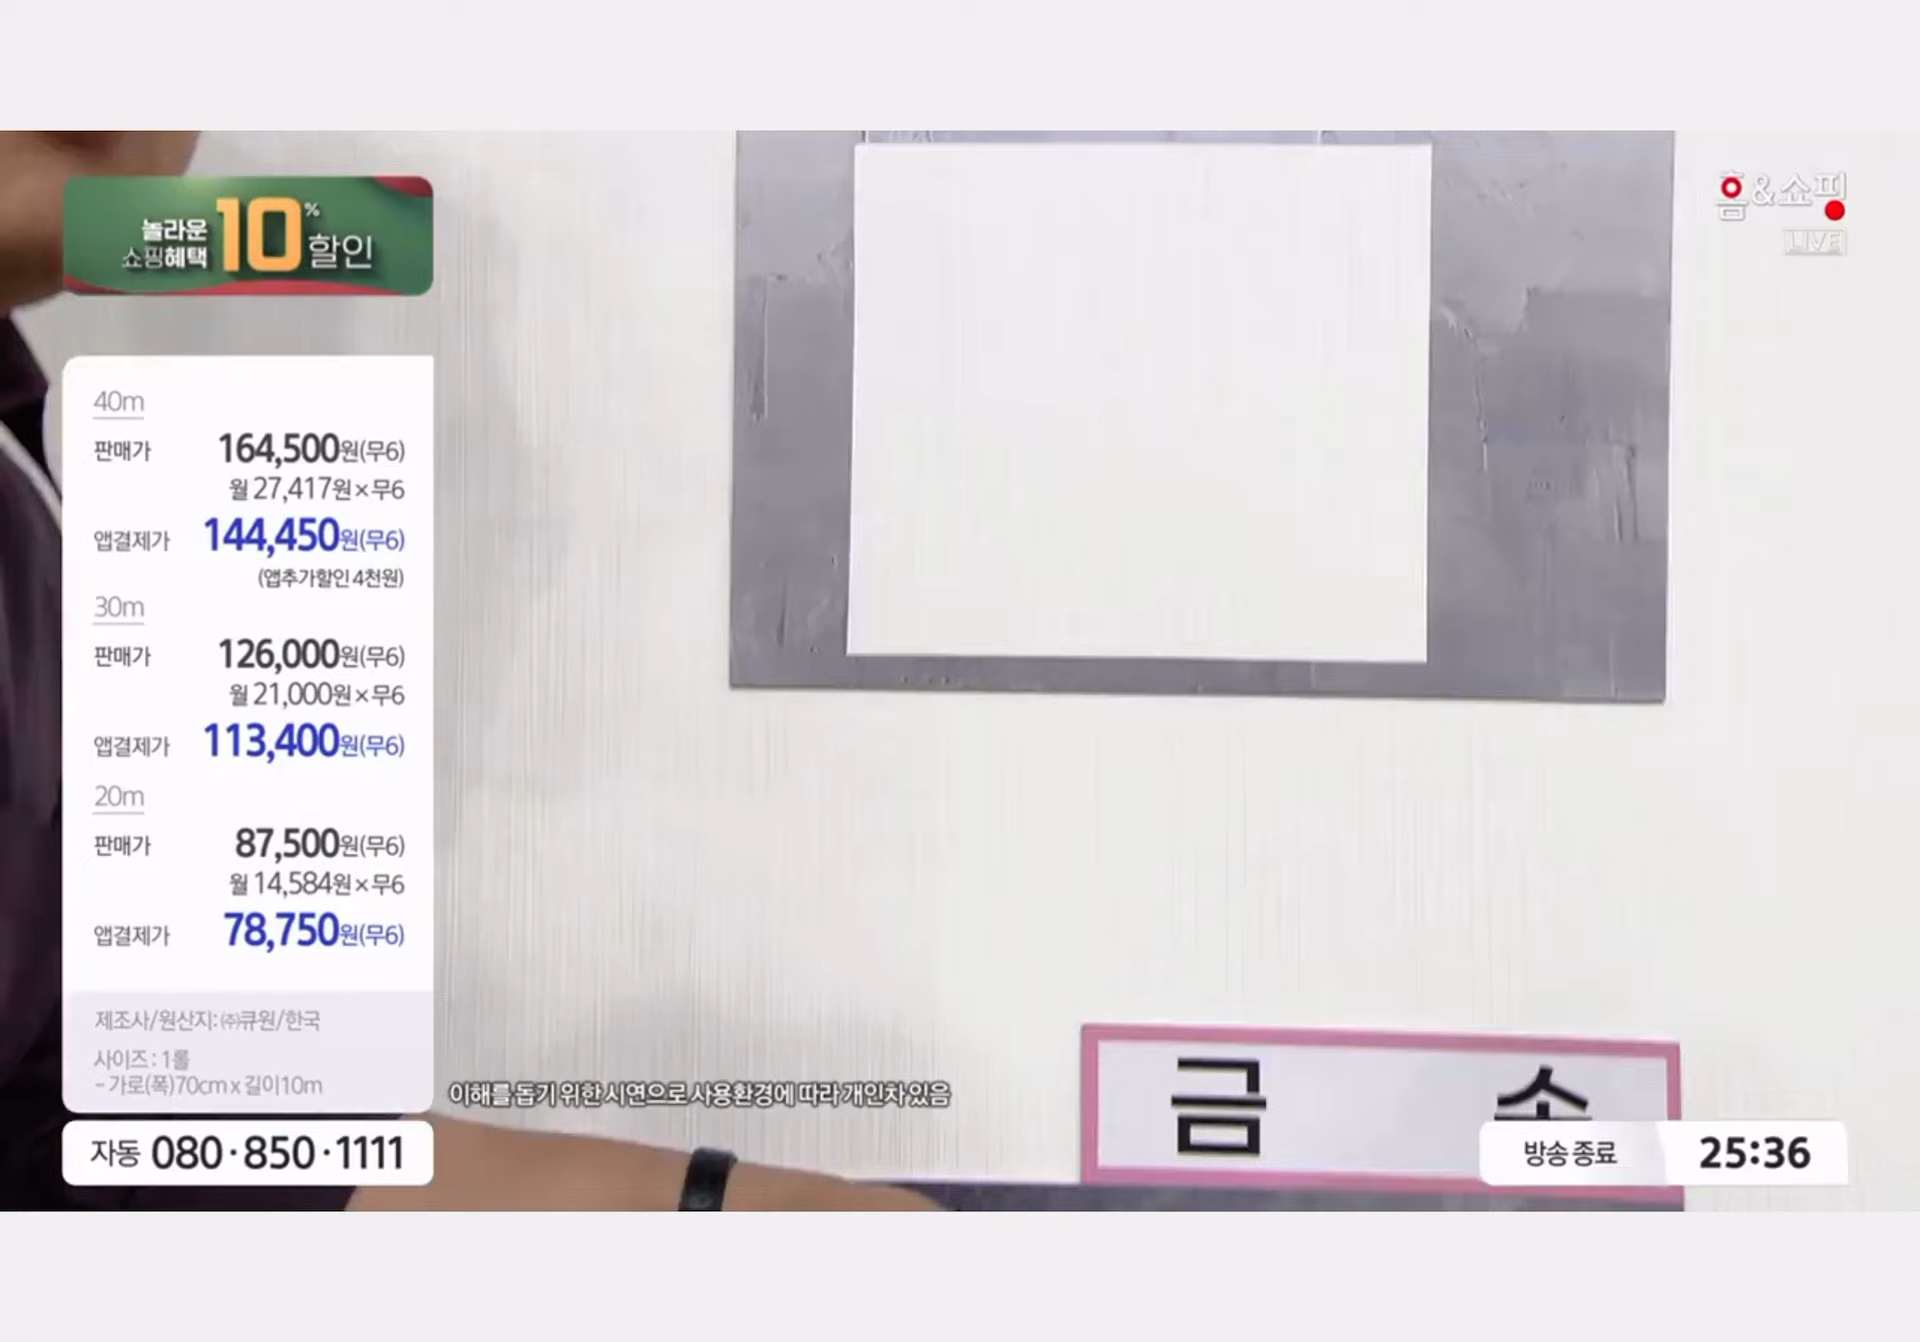 놀라운
쇼핑혜택 10% 할인
홈&쇼핑
LIVE
40m
판매가 164,500원(무6)
월 27,417원×무6
앱결제가 144,450원(무6)
(앱추가할인 4천원)
30m
판매가 126,000원(무6)
월 21,000원×무6
앱결제가 113,400원(무6)
20m
판매가 87,500원(무6)
월 14,584원×무6
앱결제가 78,750원(무6)
제조사/원산지: ㈜큐원/한국
사이즈 : 1롤
- 가로(폭)70cm x 길이10m
이해를 돕기 위한 시연으로 사용환경에 따라 개인차 있음
금
자동 080·850·1111
방송 종료 25:36